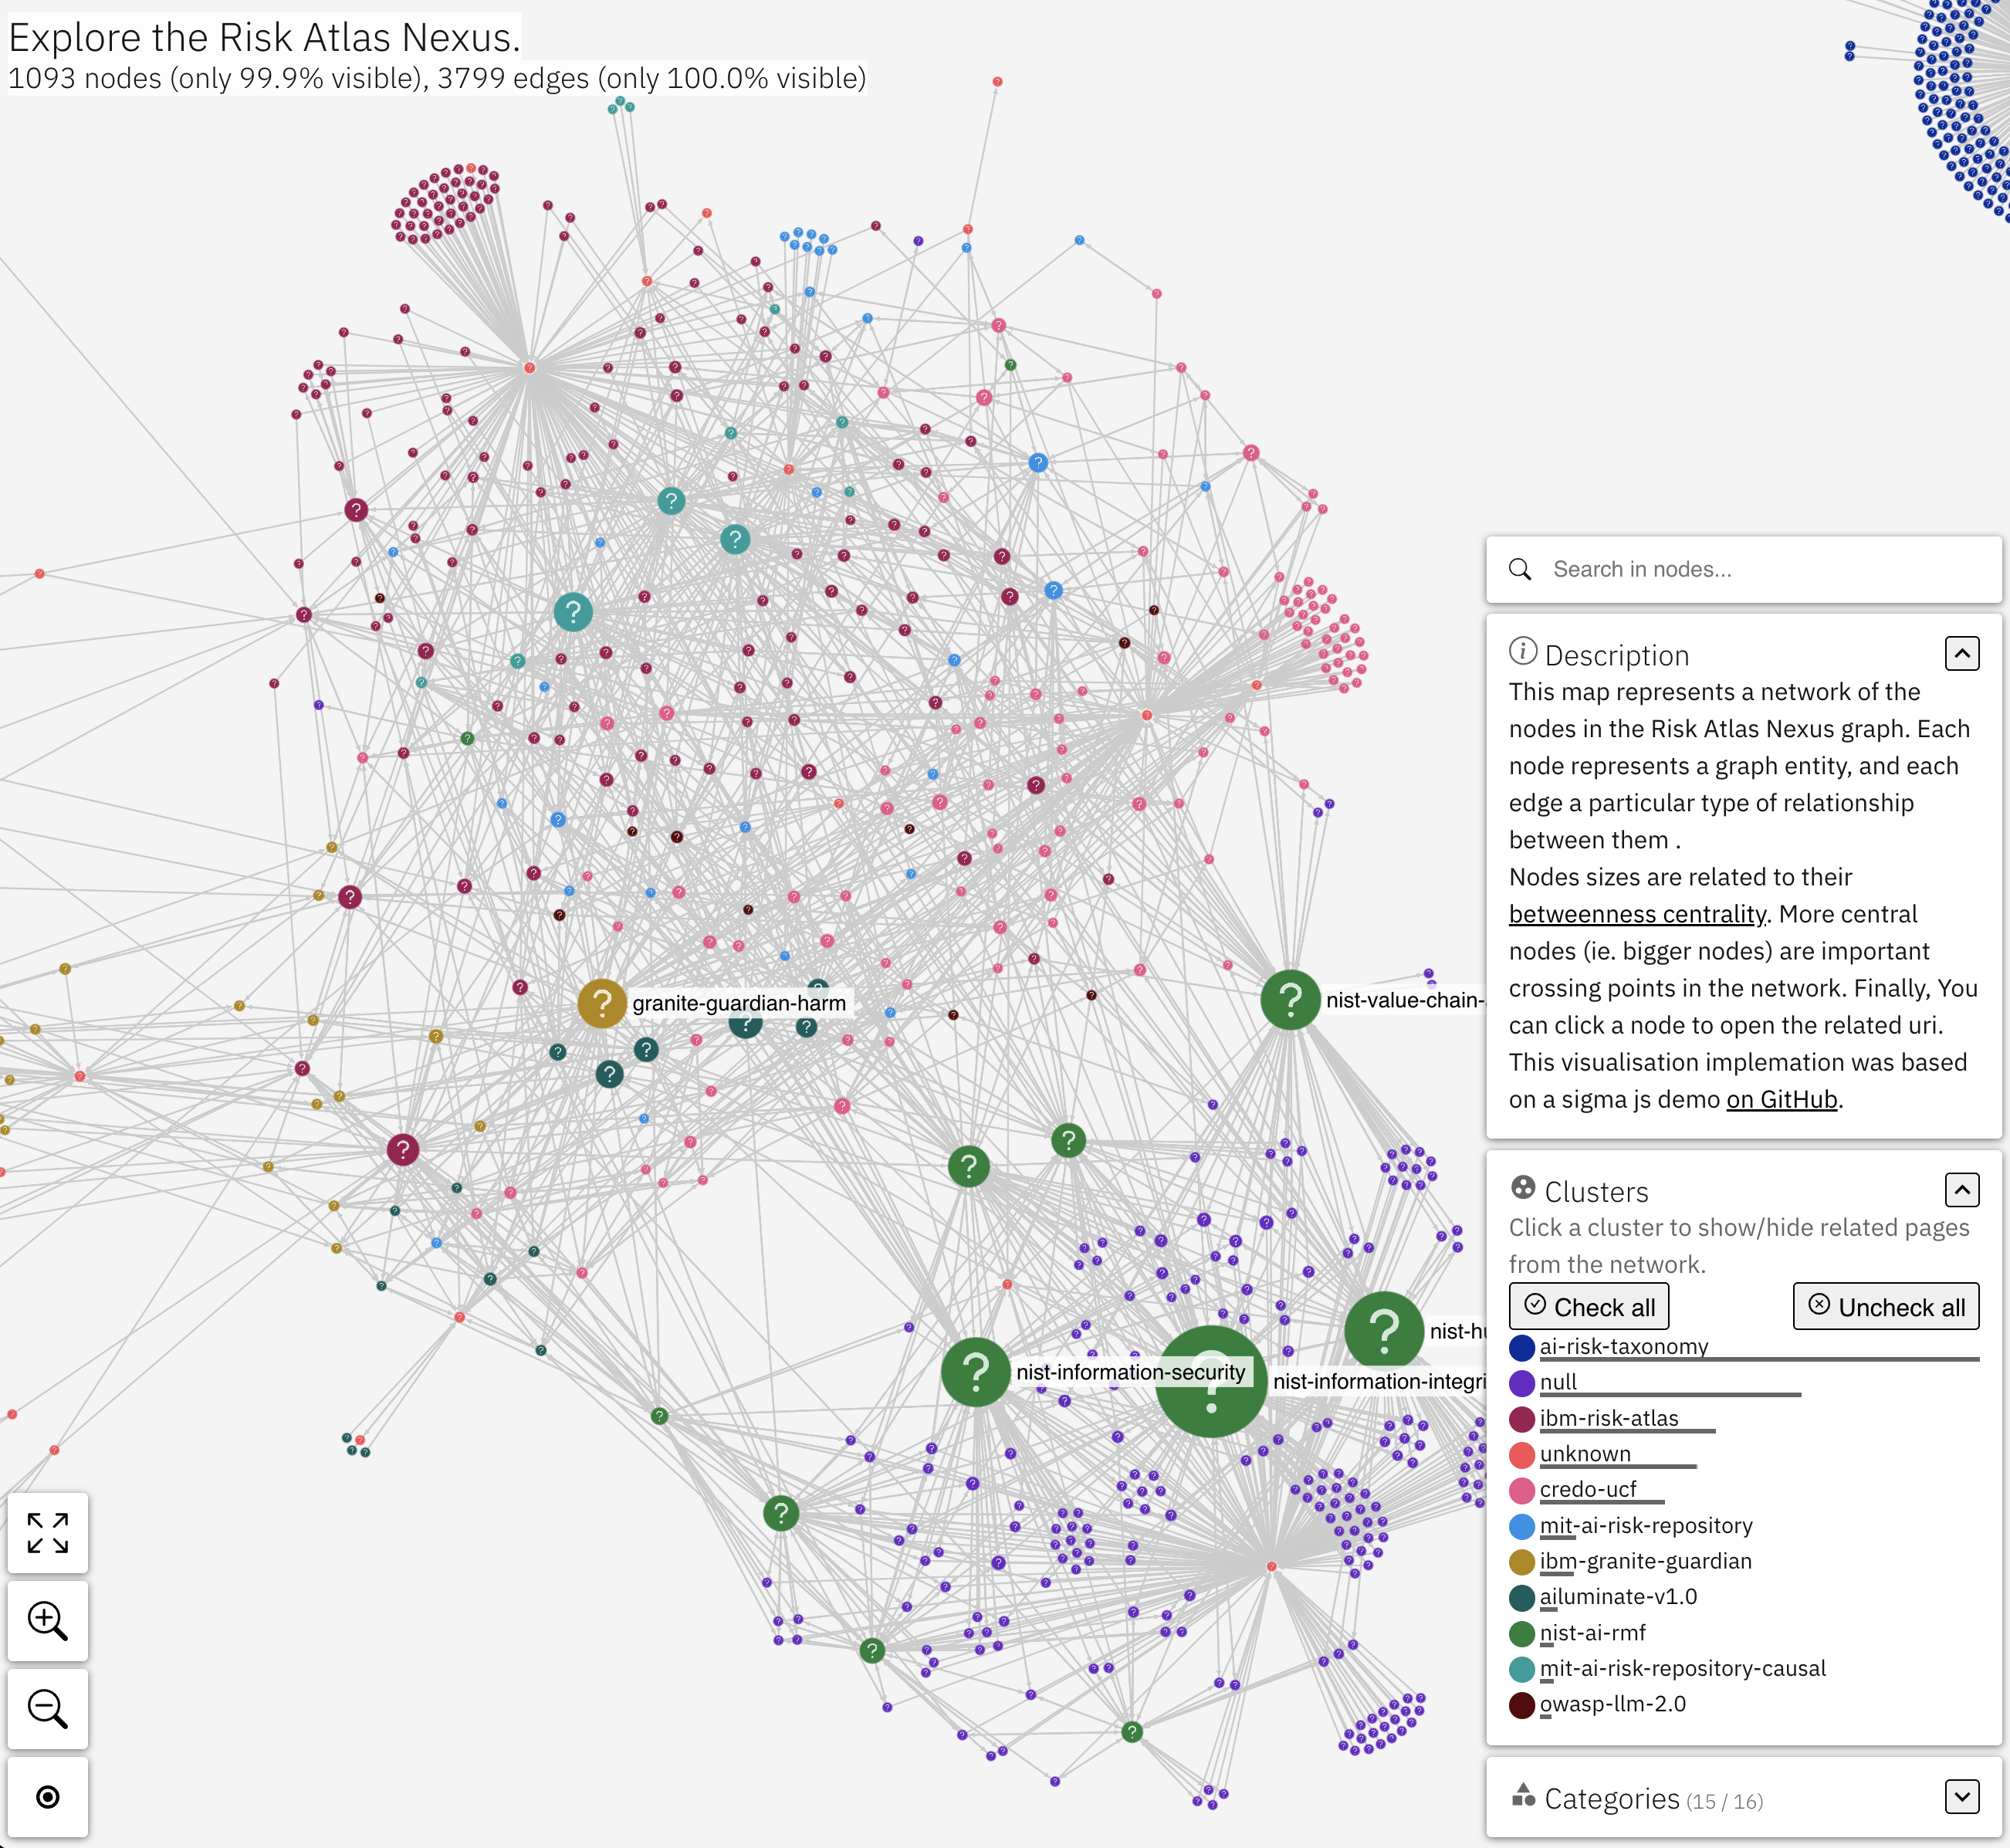 Explore the Risk Atlas Nexus.
1093 nodes (only 99.9% visible), 3799 edges (only 100.0% visible)
granite-guardian-harm
nist-value-chain-
nist-hu
nist-information-security
nist-information-integri
Search in nodes...
Description
This map represents a network of the
nodes in the Risk Atlas Nexus graph. Each
node represents a graph entity, and each
edge a particular type of relationship
between them .
Nodes sizes are related to their
betweenness centrality. More central
nodes (ie. bigger nodes) are important
crossing points in the network. Finally, You
can click a node to open the related uri.
This visualisation implemation was based
on a sigma js demo on GitHub.
Clusters
Click a cluster to show/hide related pages
from the network.
Check all
Uncheck all
ai-risk-taxonomy
null
ibm-risk-atlas
unknown
credo-ucf
mit-ai-risk-repository
ibm-granite-guardian
ailuminate-v1.0
nist-ai-rmf
mit-ai-risk-repository-causal
owasp-llm-2.0
Categories (15 / 16)